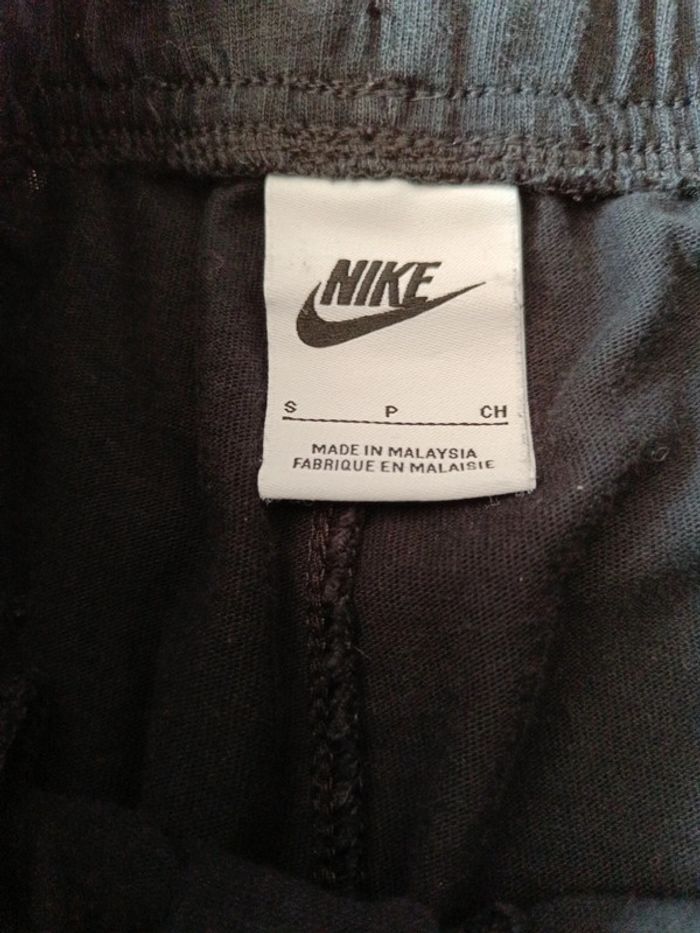 NIKE
S P CH
MADE IN MALAYSIA
FABRIQUE EN MALAISIE